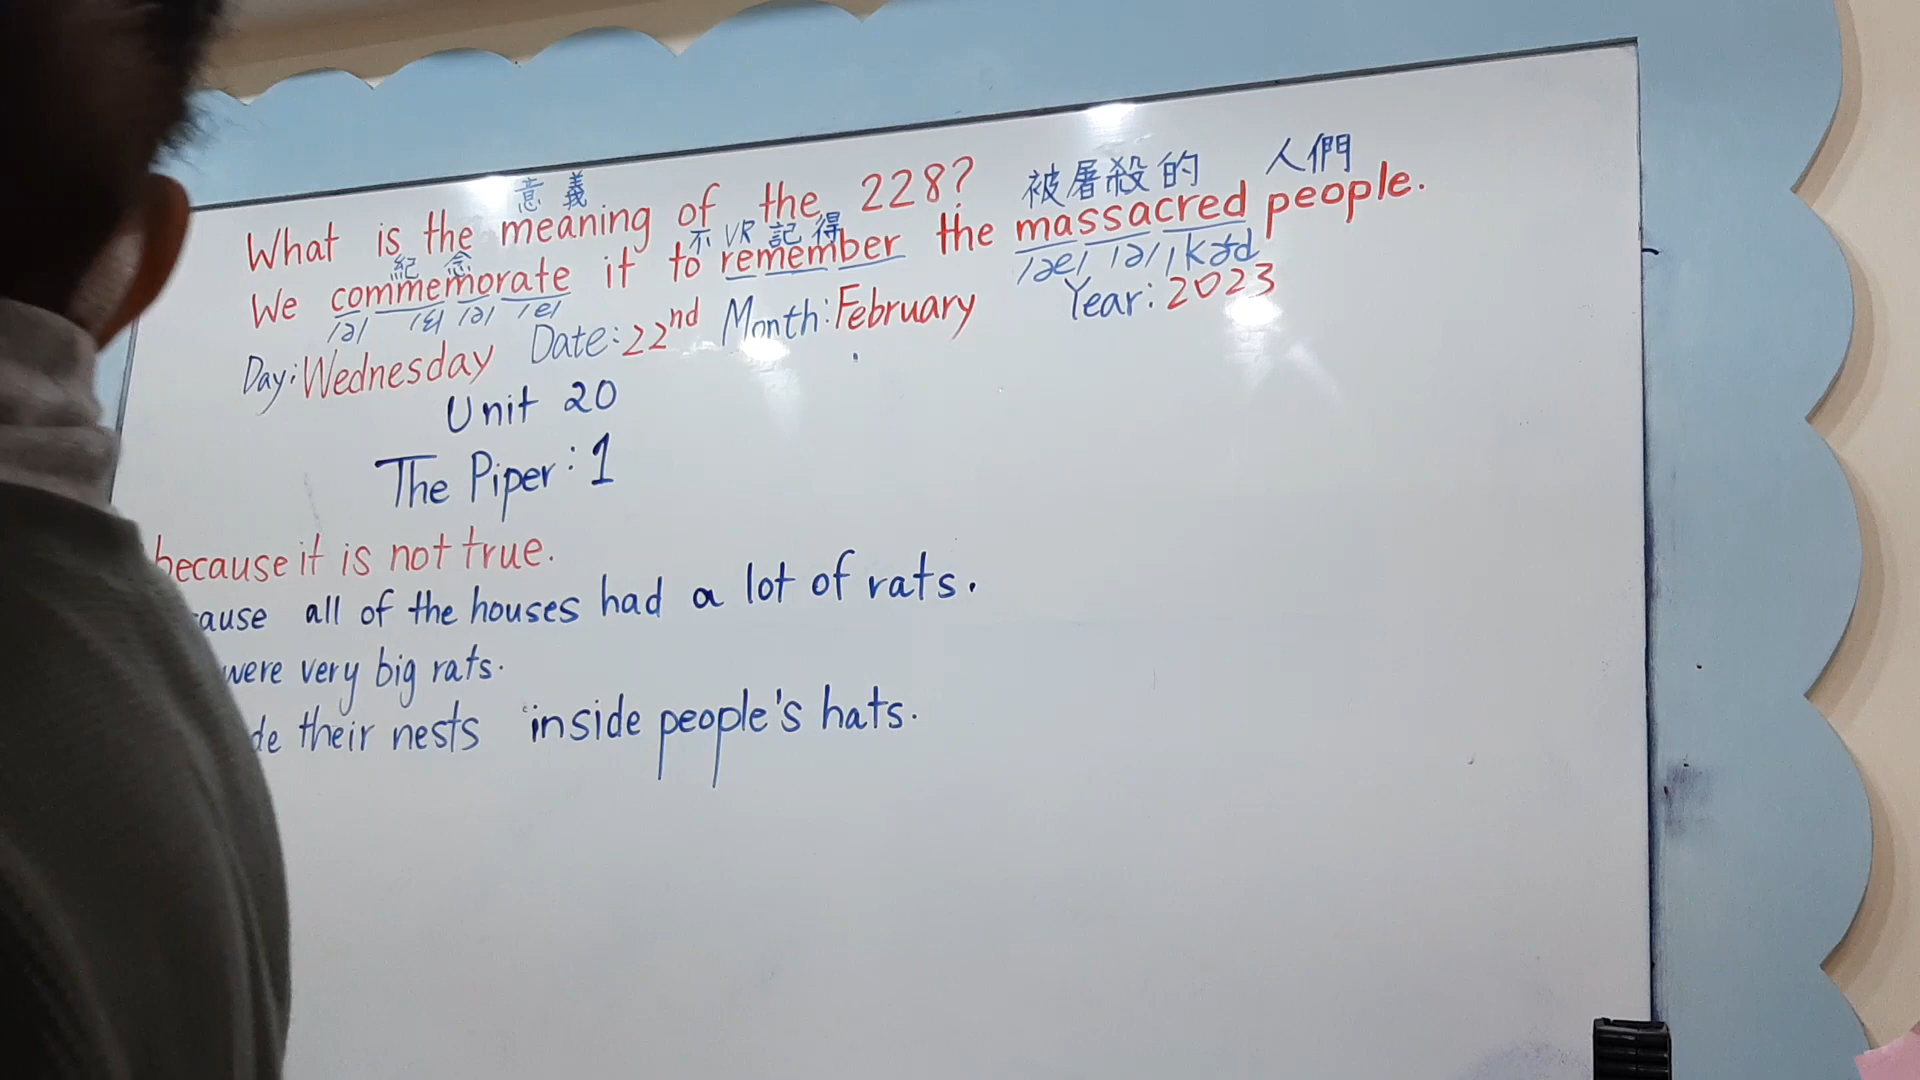 意義 被屠殺的 人們
What is the meaning of the 228?
紀念 不 VR 記得
We commemorate it to remember the massacred people.
/ə/ /ɛ/ /ə/ /e/ /æ/ /ə/
Day: Wednesday Date: 22nd Month: February Year: 2023
Unit 20
The Piper: 1
because it is not true.
ause all of the houses had a lot of rats.
were very big rats.
de their nests inside people's hats.